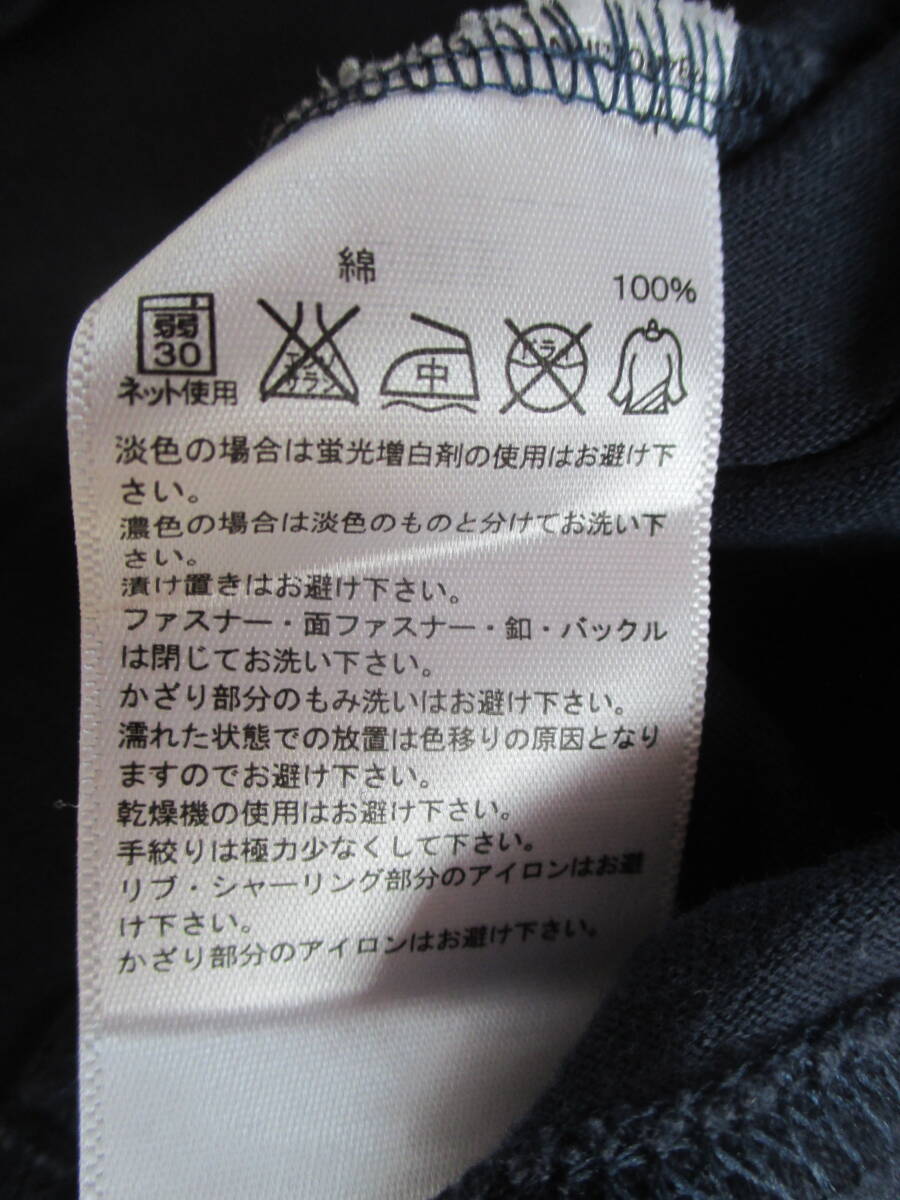 綿 100%
弱 30 エンソ サラシ 中 ドライ
ネット使用
淡色の場合は蛍光増白剤の使用はお避け下
さい。
濃色の場合は淡色のものと分けてお洗い下
さい。
漬け置きはお避け下さい。
ファスナー・面ファスナー・釦・バックル
は閉じてお洗い下さい。
かざり部分のもみ洗いはお避け下さい。
濡れた状態での放置は色移りの原因となり
ますのでお避け下さい。
乾燥機の使用はお避け下さい。
手絞りは極力少なくして下さい。
リブ・シャーリング部分のアイロンはお避
け下さい。
かざり部分のアイロンはお避け下さい。